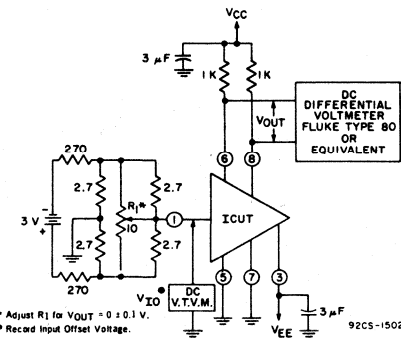 VCC
3 µF
1K
1K
DC
DIFFERENTIAL
VOLTMETER
FLUKE TYPE 80
OR
EQUIVALENT
VOUT
270
6
8
2.7
2.7
R1*
10
1
ICUT
3 V
-
+
2.7
2.7
270
VIO
DC
V.T.V.M.
5
7
3
3 µF
VEE
* Adjust R1 for VOUT = 0 ± 0.1 V.
Record Input Offset Voltage.
92CS-1502